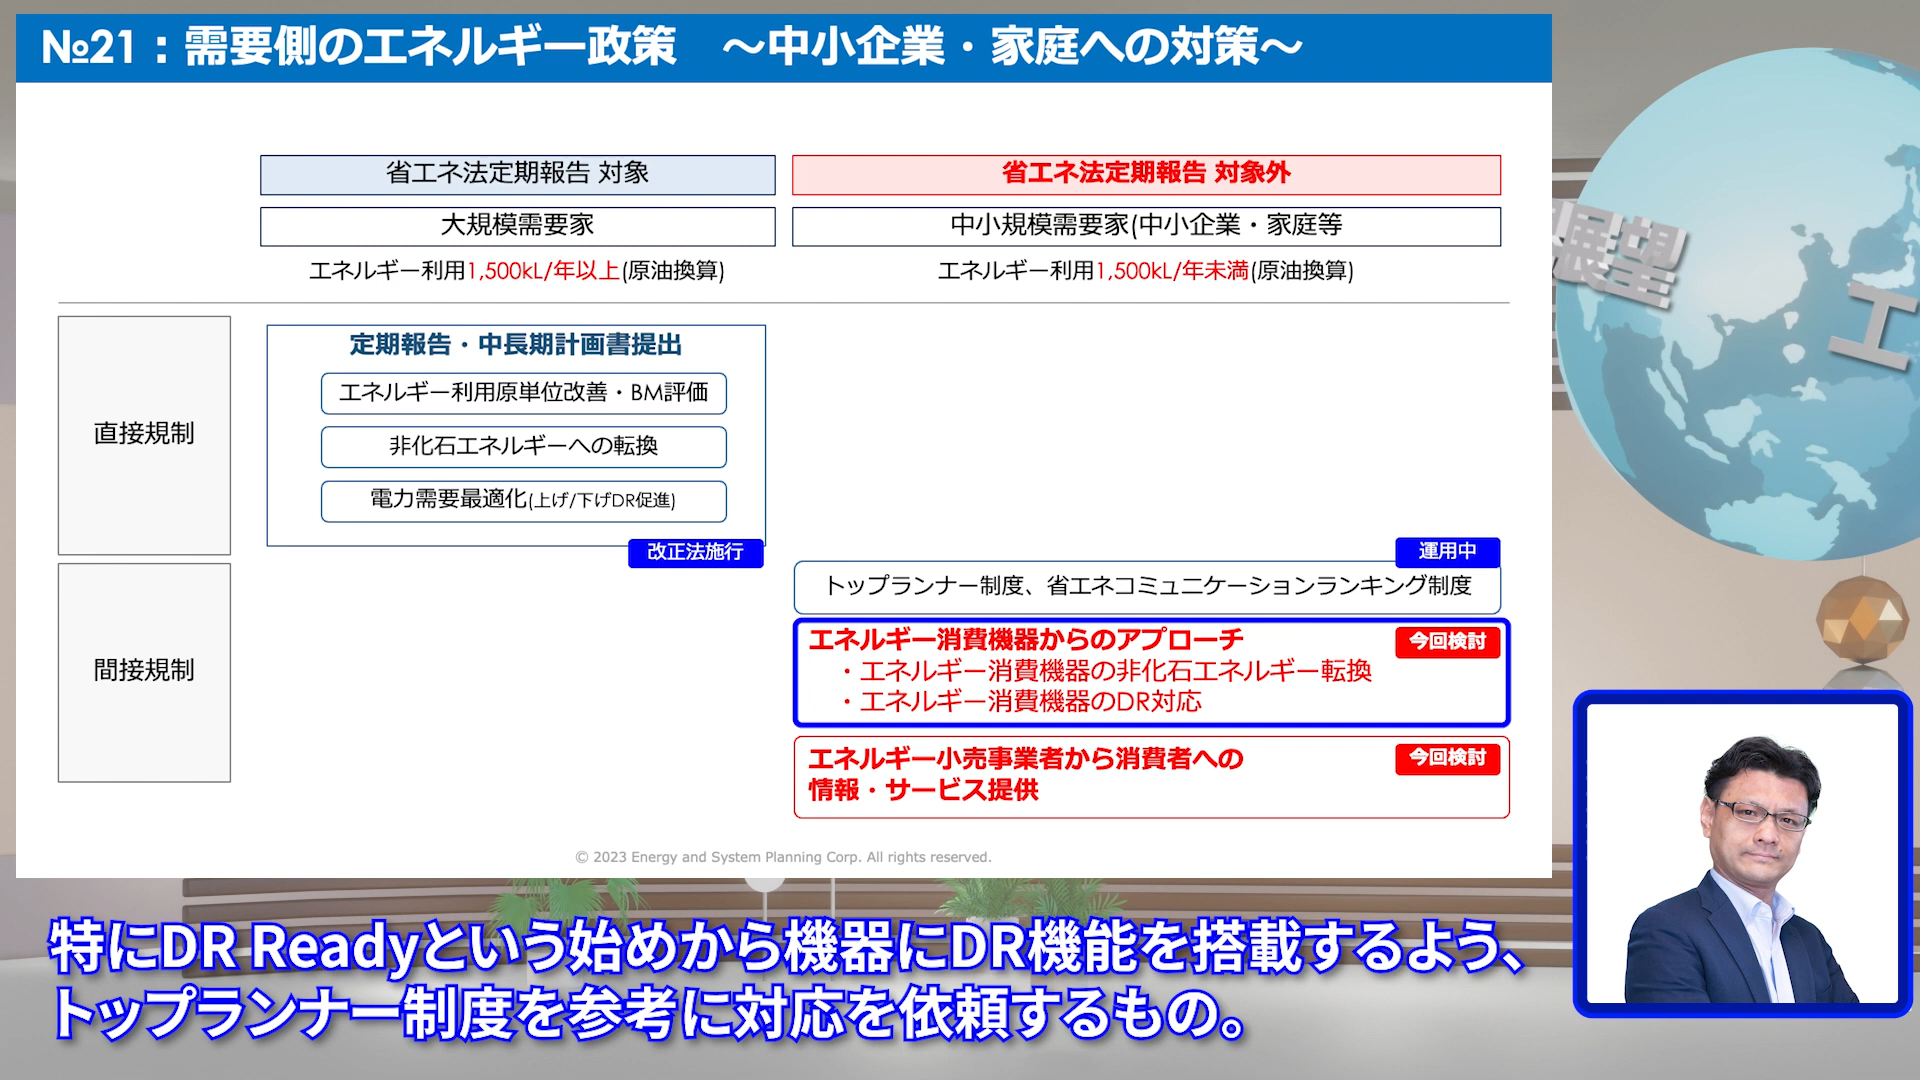 №21：需要側のエネルギー政策　～中小企業・家庭への対策～
省エネ法定期報告 対象
省エネ法定期報告 対象外
大規模需要家
中小規模需要家(中小企業・家庭等
エネルギー利用1,500kL/年以上(原油換算)
エネルギー利用1,500kL/年未満(原油換算)
直接規制
定期報告・中長期計画書提出
エネルギー利用原単位改善・BM評価
非化石エネルギーへの転換
電力需要最適化(上げ/下げDR促進)
改正法施行
間接規制
運用中
トップランナー制度、省エネコミュニケーションランキング制度
エネルギー消費機器からのアプローチ
今回検討
・エネルギー消費機器の非化石エネルギー転換
・エネルギー消費機器のDR対応
エネルギー小売事業者から消費者への
情報・サービス提供
今回検討
© 2023 Energy and System Planning Corp. All rights reserved.
展望
エ
特にDR Readyという始めから機器にDR機能を搭載するよう、
トップランナー制度を参考に対応を依頼するもの。